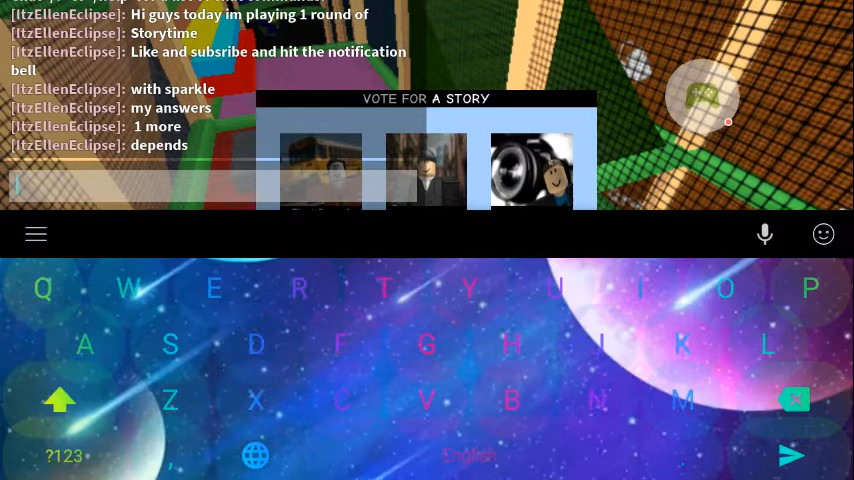 [ItzEllenEclipse]: Hi guys today im playing 1 round of
[ItzEllenEclipse]: Storytime
[ItzEllenEclipse]: Like and subsribe and hit the notification
bell
[ItzEllenEclipse]: with sparkle
[ItzEllenEclipse]: my answers
[ItzEllenEclipse]: 1 more
[ItzEllenEclipse]: depends
VOTE FOR A STORY
Q W E R T Y U I O P
A S D F G H J K L
Z X C V B N M
?123 , English .